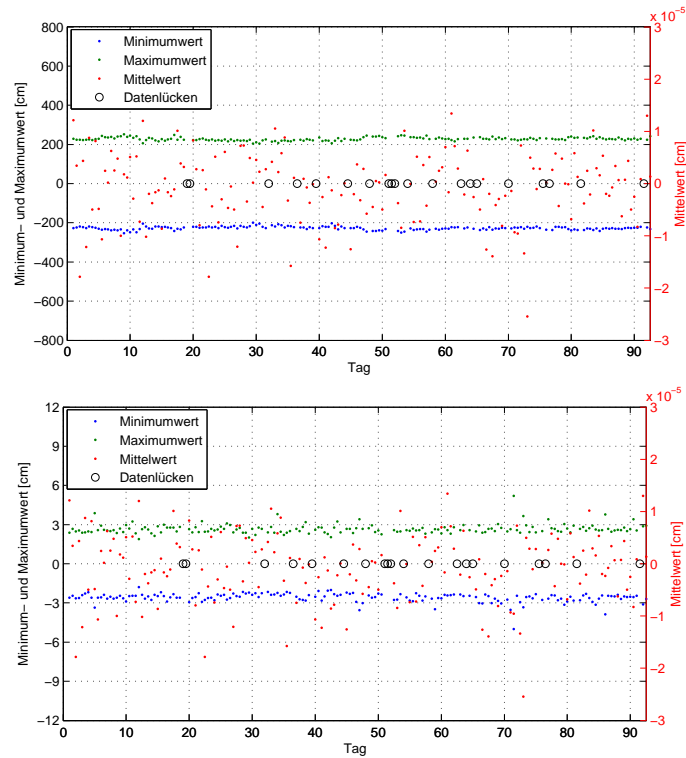 x 10⁻⁵
Minimumwert
Maximumwert
Mittelwert
Datenlücken
Minimum− und Maximumwert [cm]
800
600
400
200
0
−200
−400
−600
−800
0 10 20 30 40 50 60 70 80 90
Tag
3
2
1
0
−1
−2
−3
Mittelwert [cm]
x 10⁻⁵
Minimumwert
Maximumwert
Mittelwert
Datenlücken
Minimum− und Maximumwert [cm]
12
9
6
3
0
−3
−6
−9
−12
0 10 20 30 40 50 60 70 80 90
Tag
3
2
1
0
−1
−2
−3
Mittelwert [cm]